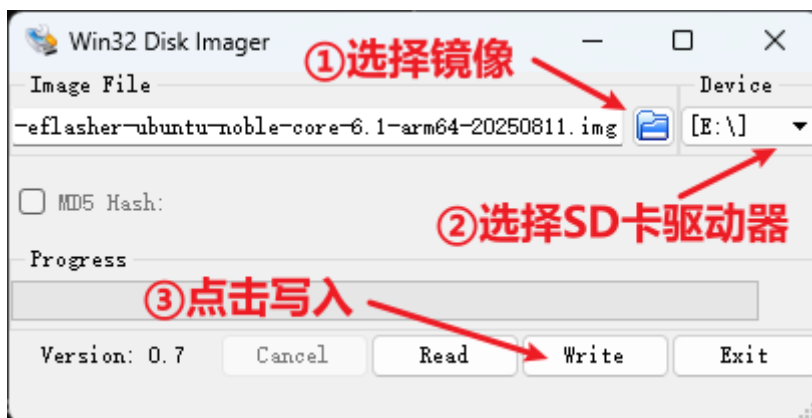 Win32 Disk Imager
①选择镜像
Image File
Device
-eflasher-ubuntu-noble-core-6.1-arm64-20250811.img
[E:\]
MD5 Hash:
②选择SD卡驱动器
Progress
③点击写入
Version: 0.7
Cancel
Read
Write
Exit